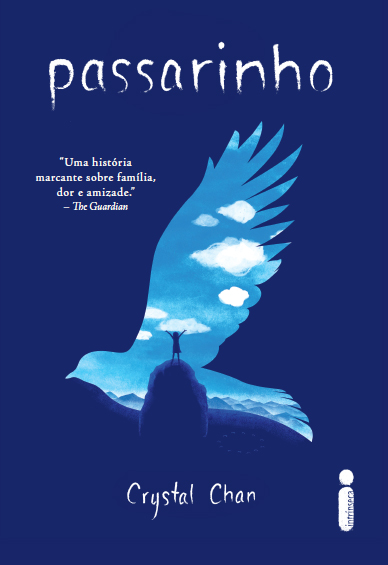 passarinho
“Uma história
marcante sobre família,
dor e amizade.”
– The Guardian
Crystal Chan
intrínseca